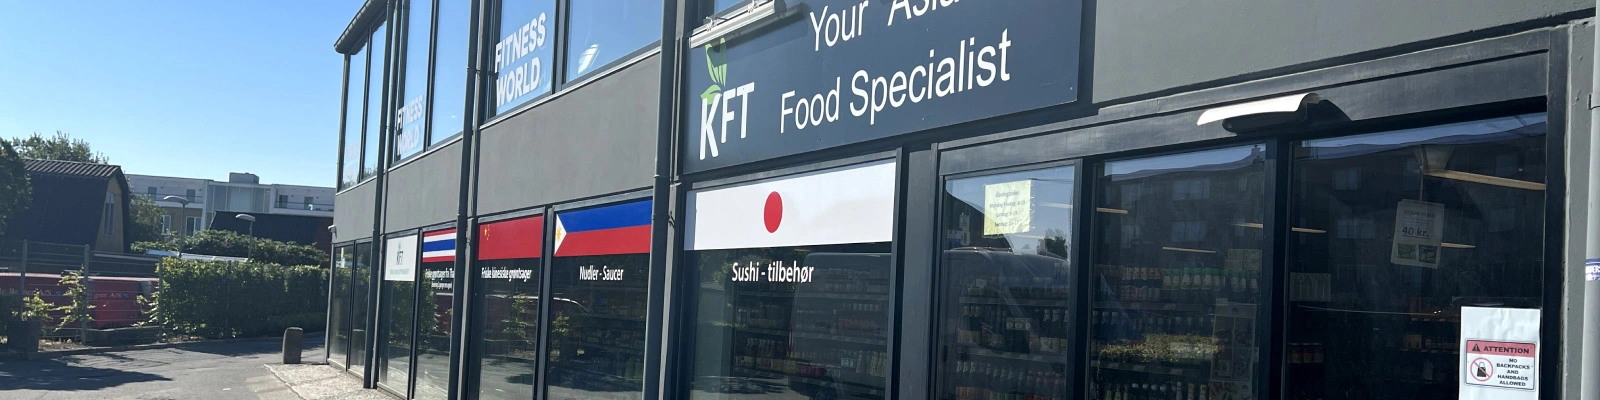 FITNESS
WORLD
FITNESS
WORLD
Your Asia
Food Specialist
KFT
KFT
Friske kinesiske grøntsager
Nudler - Saucer
Sushi - tilbehør
40 kr.
ATTENTION
NO
BACKPACKS
AND
HANDBAGS
ALLOWED